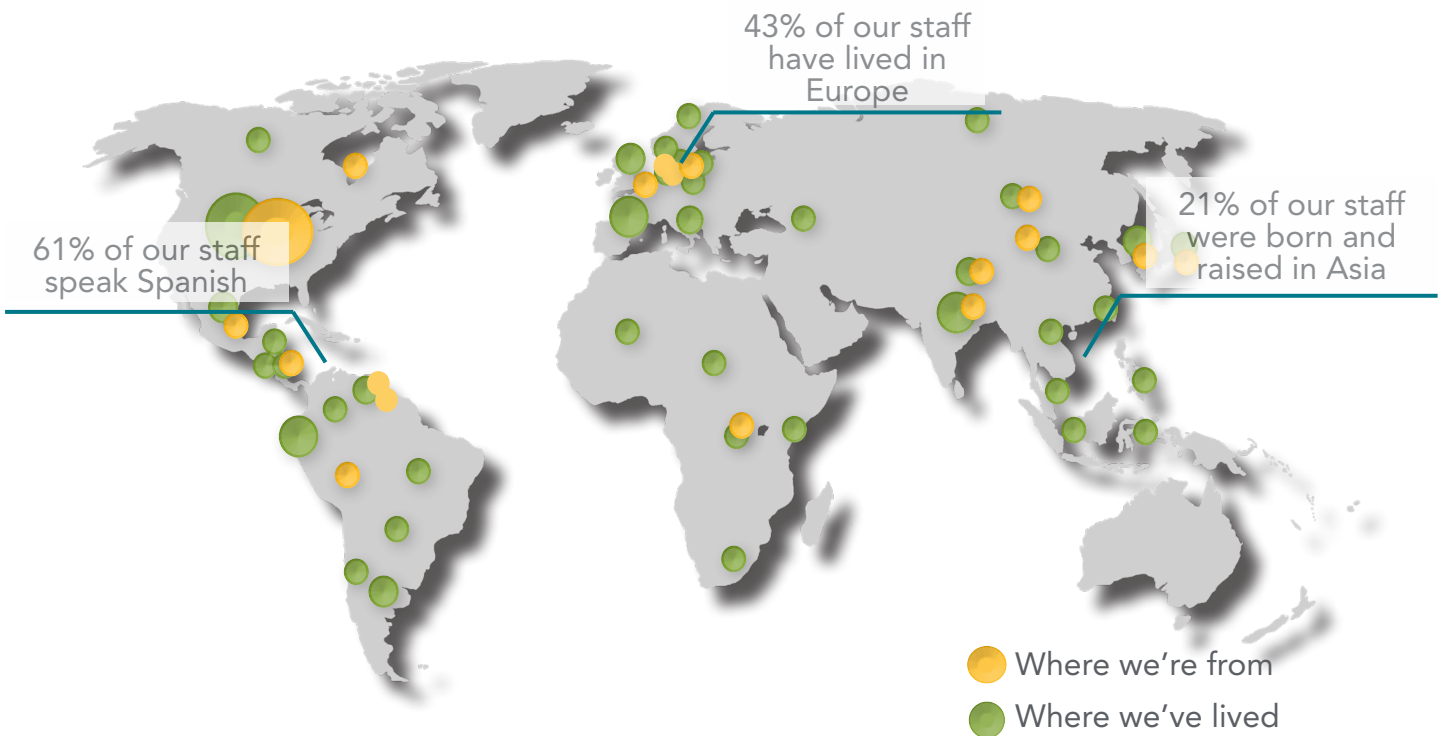 43% of our staff
have lived in
Europe
61% of our staff
speak Spanish
21% of our staff
were born and
raised in Asia
Where we're from
Where we've lived